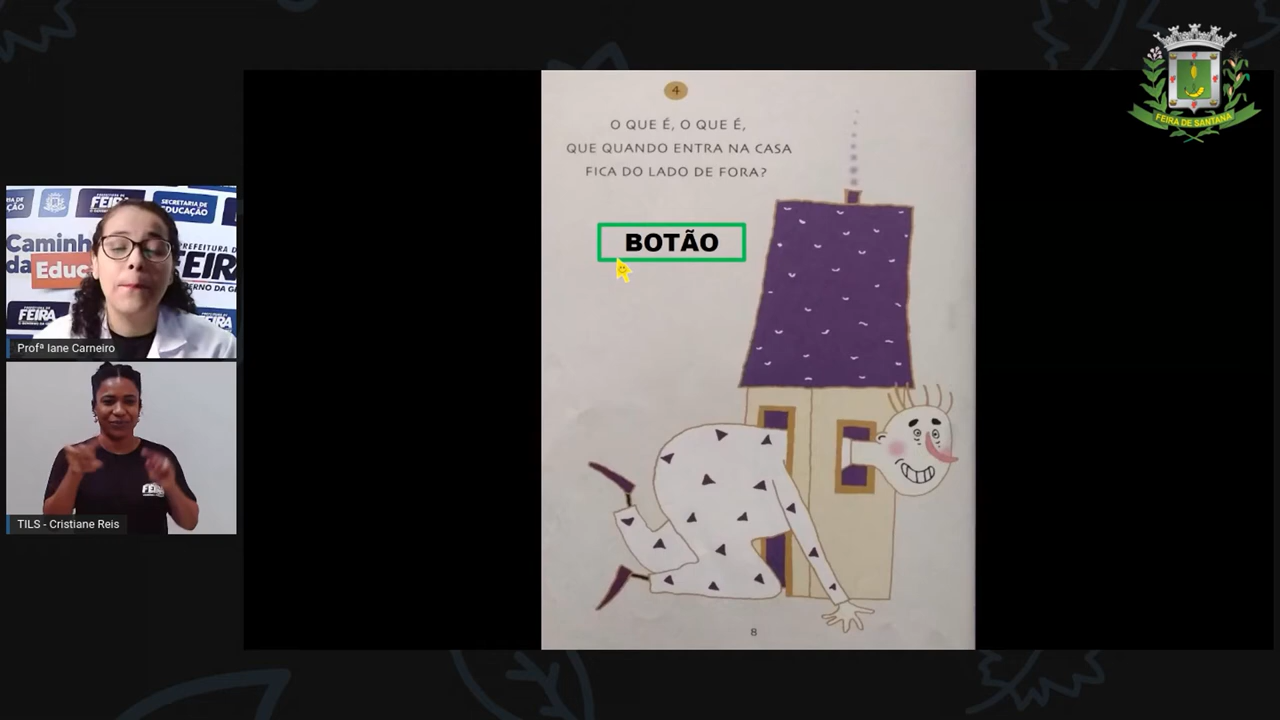 4
O QUE É, O QUE É,
QUE QUANDO ENTRA NA CASA
FICA DO LADO DE FORA?
BOTÃO
8
FEIRA DE SANTANA
SECRETARIA DE
EDUCAÇÃO
FEIRA
Caminh
da Educ
PREFEITURA D
FEIRA
Profª Iane Carneiro
TILS - Cristiane Reis